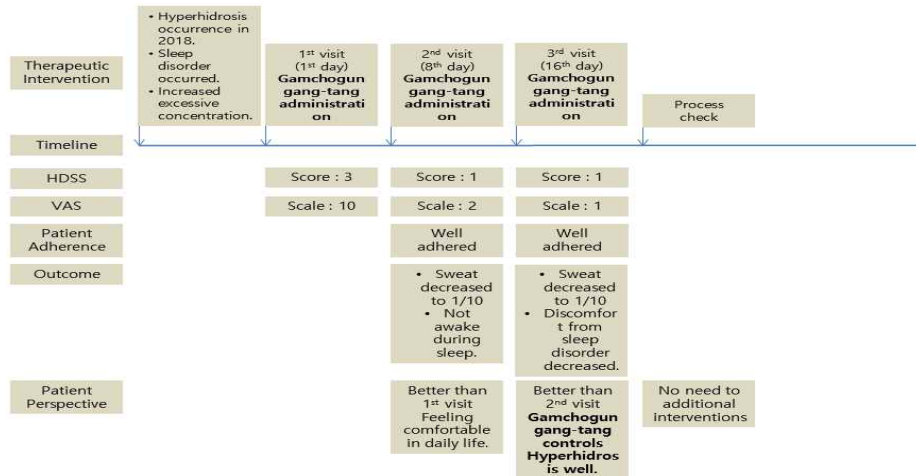 Therapeutic
Intervention
• Hyperhidrosis
occurrence in
2018.
• Sleep
disorder
occurred.
• Increased
excessive
concentration.
1st visit
(1st day)
Gamchogun
gang-tang
administrati
on
2nd visit
(8th day)
Gamchogun
gang-tang
administrati
on
3rd visit
(16th day)
Gamchogun
gang-tang
administrati
on
Process
check
Timeline
HDSS
Score : 3
Score : 1
Score : 1
VAS
Scale : 10
Scale : 2
Scale : 1
Patient
Adherence
Well
adhered
Well
adhered
Outcome
• Sweat
decreased
to 1/10
• Not
awake
during
sleep.
• Sweat
decreased
to 1/10
• Discomfor
t from
sleep
disorder
decreased.
Patient
Perspective
Better than
1st visit
Feeling
comfortable
in daily life.
Better than
2nd visit
Gamchogun
gang-tang
controls
Hyperhidros
is well.
No need to
additional
interventions